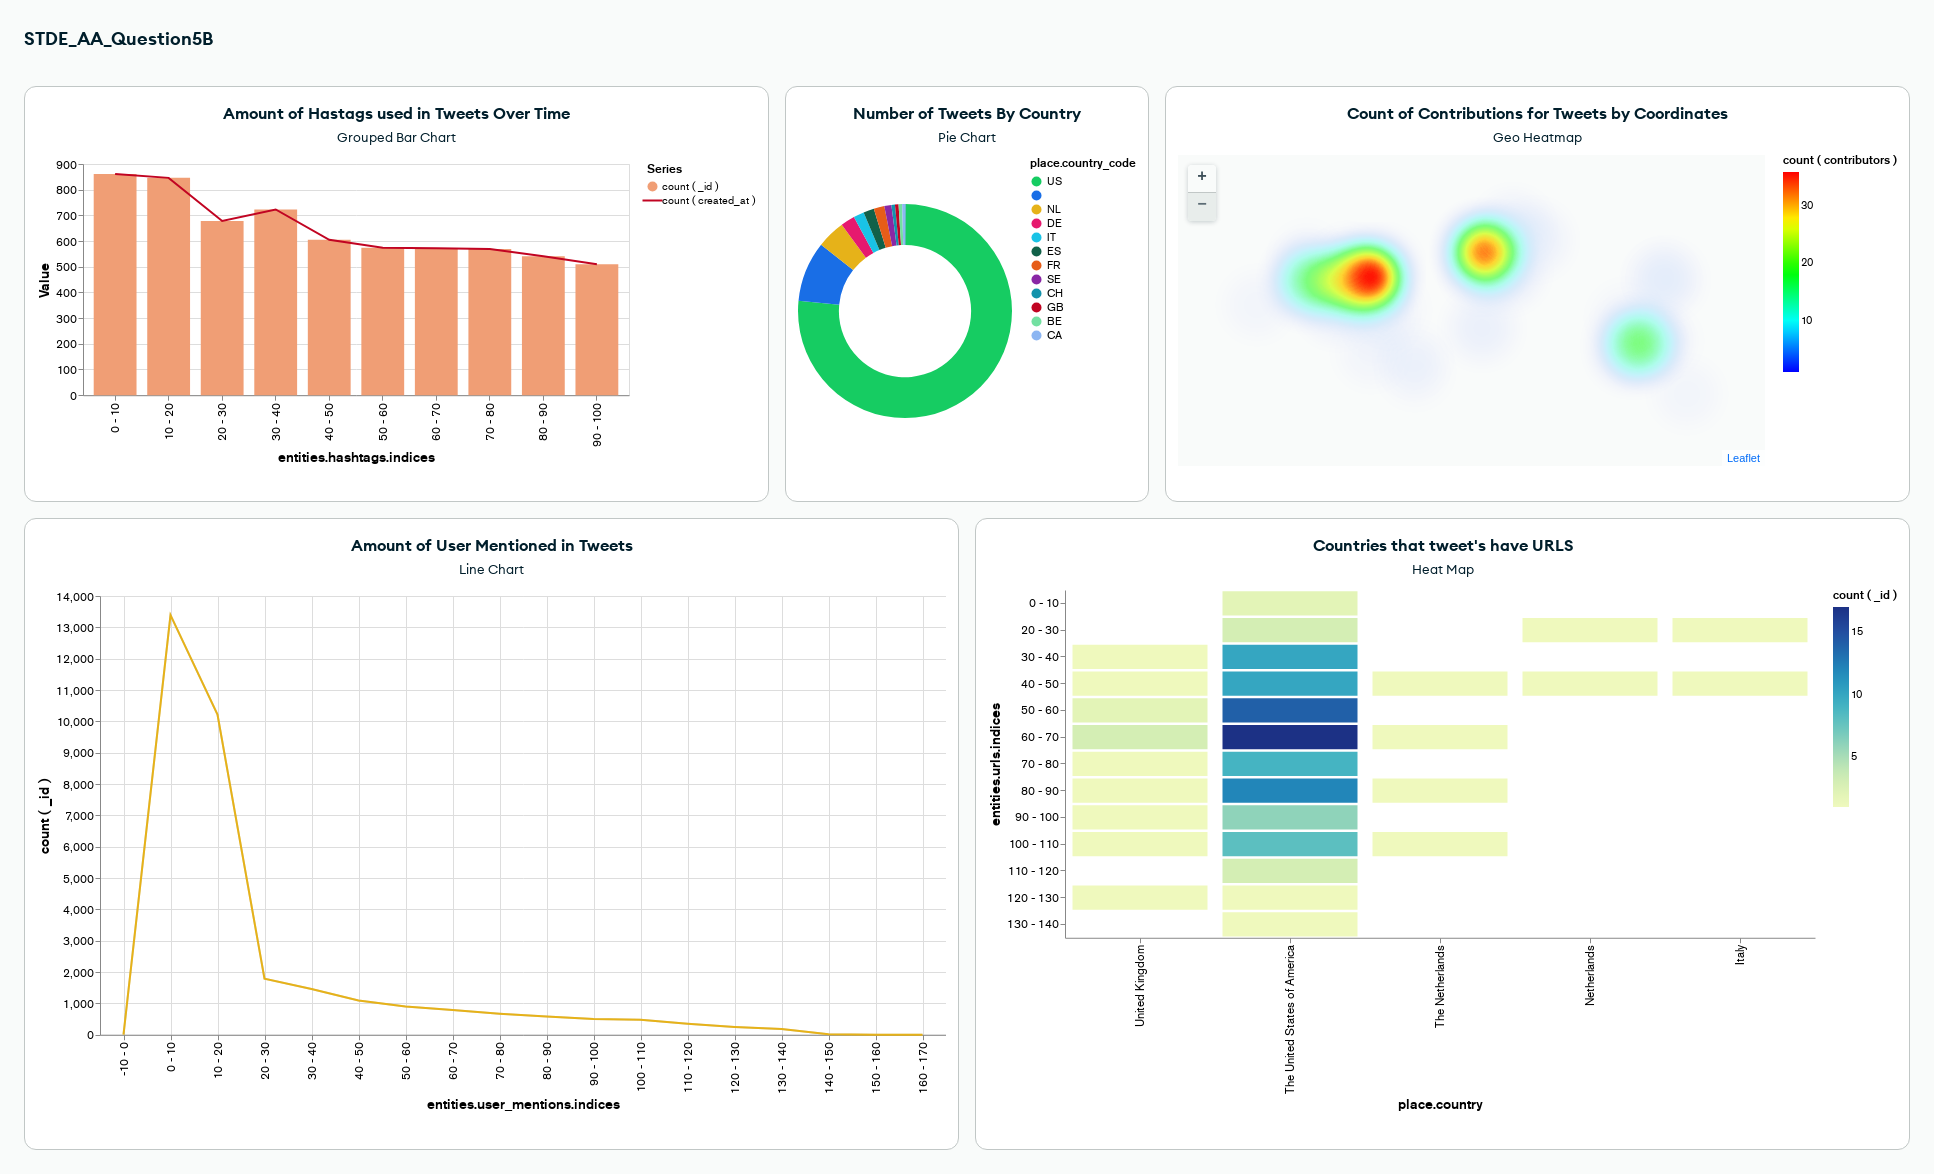 STDE_AA_Question5B
Amount of Hastags used in Tweets Over Time
Grouped Bar Chart
900
800
700
600
500
400
300
200
100
0
Value
0 - 10
10 - 20
20 - 30
30 - 40
40 - 50
50 - 60
60 - 70
70 - 80
80 - 90
90 - 100
entities.hashtags.indices
Series
count ( _id )
count ( created_at )
Number of Tweets By Country
Pie Chart
place.country_code
US
NL
DE
IT
ES
FR
SE
CH
GB
BE
CA
Count of Contributions for Tweets by Coordinates
Geo Heatmap
+
−
Leaflet
count ( contributors )
30
20
10
Amount of User Mentioned in Tweets
Line Chart
14,000
13,000
12,000
11,000
10,000
9,000
8,000
7,000
6,000
5,000
4,000
3,000
2,000
1,000
0
count ( _id )
-10 - 0
0 - 10
10 - 20
20 - 30
30 - 40
40 - 50
50 - 60
60 - 70
70 - 80
80 - 90
90 - 100
100 - 110
110 - 120
120 - 130
130 - 140
140 - 150
150 - 160
160 - 170
entities.user_mentions.indices
Countries that tweet's have URLS
Heat Map
0 - 10
20 - 30
30 - 40
40 - 50
50 - 60
60 - 70
70 - 80
80 - 90
90 - 100
100 - 110
110 - 120
120 - 130
130 - 140
entities.urls.indices
United Kingdom
The United States of America
The Netherlands
Netherlands
Italy
place.country
count ( _id )
15
10
5